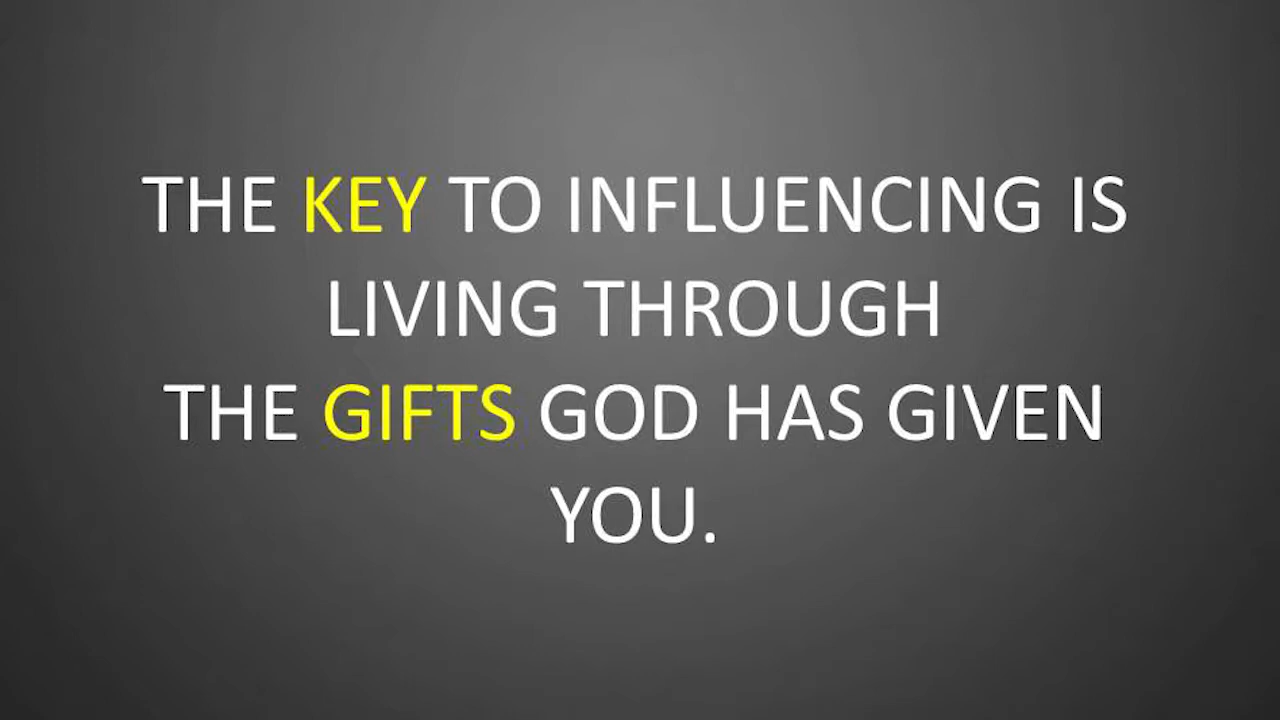 THE KEY TO INFLUENCING IS
LIVING THROUGH
THE GIFTS GOD HAS GIVEN
YOU.